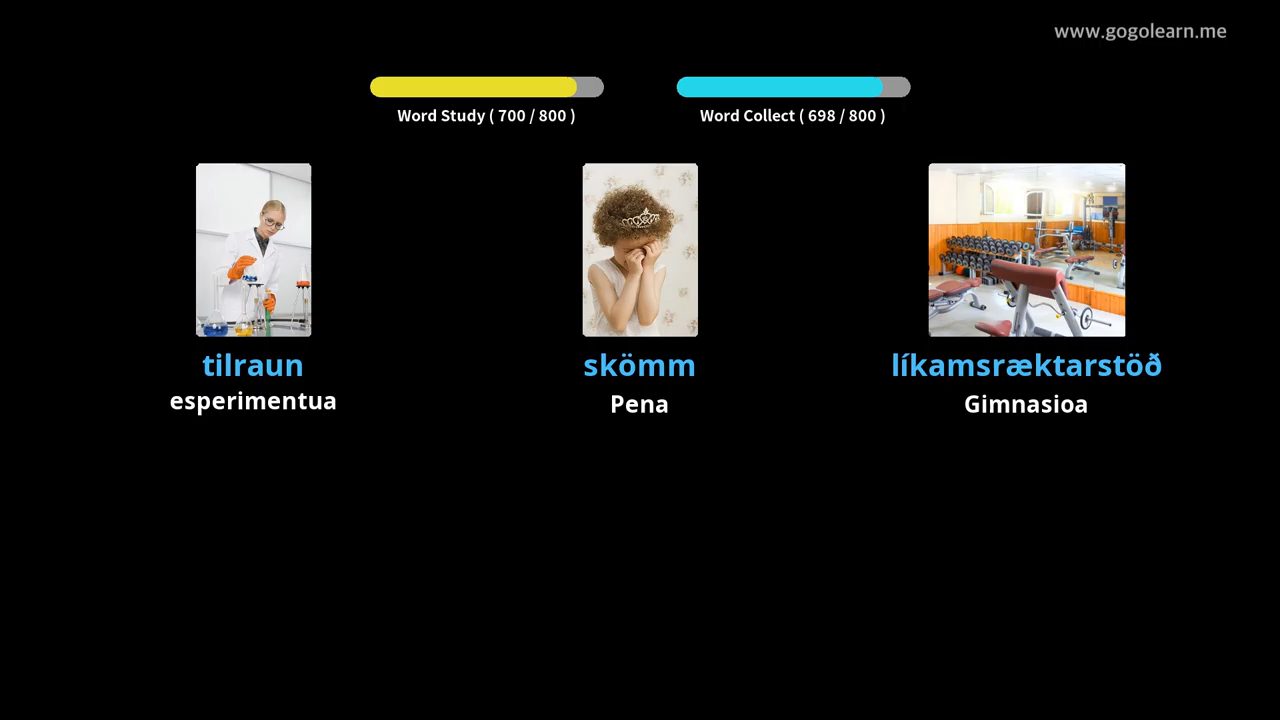 www.gogolearn.me
Word Study ( 700 / 800 )
Word Collect ( 698 / 800 )
tilraun
esperimentua
skömm
Pena
líkamsræktarstöð
Gimnasioa